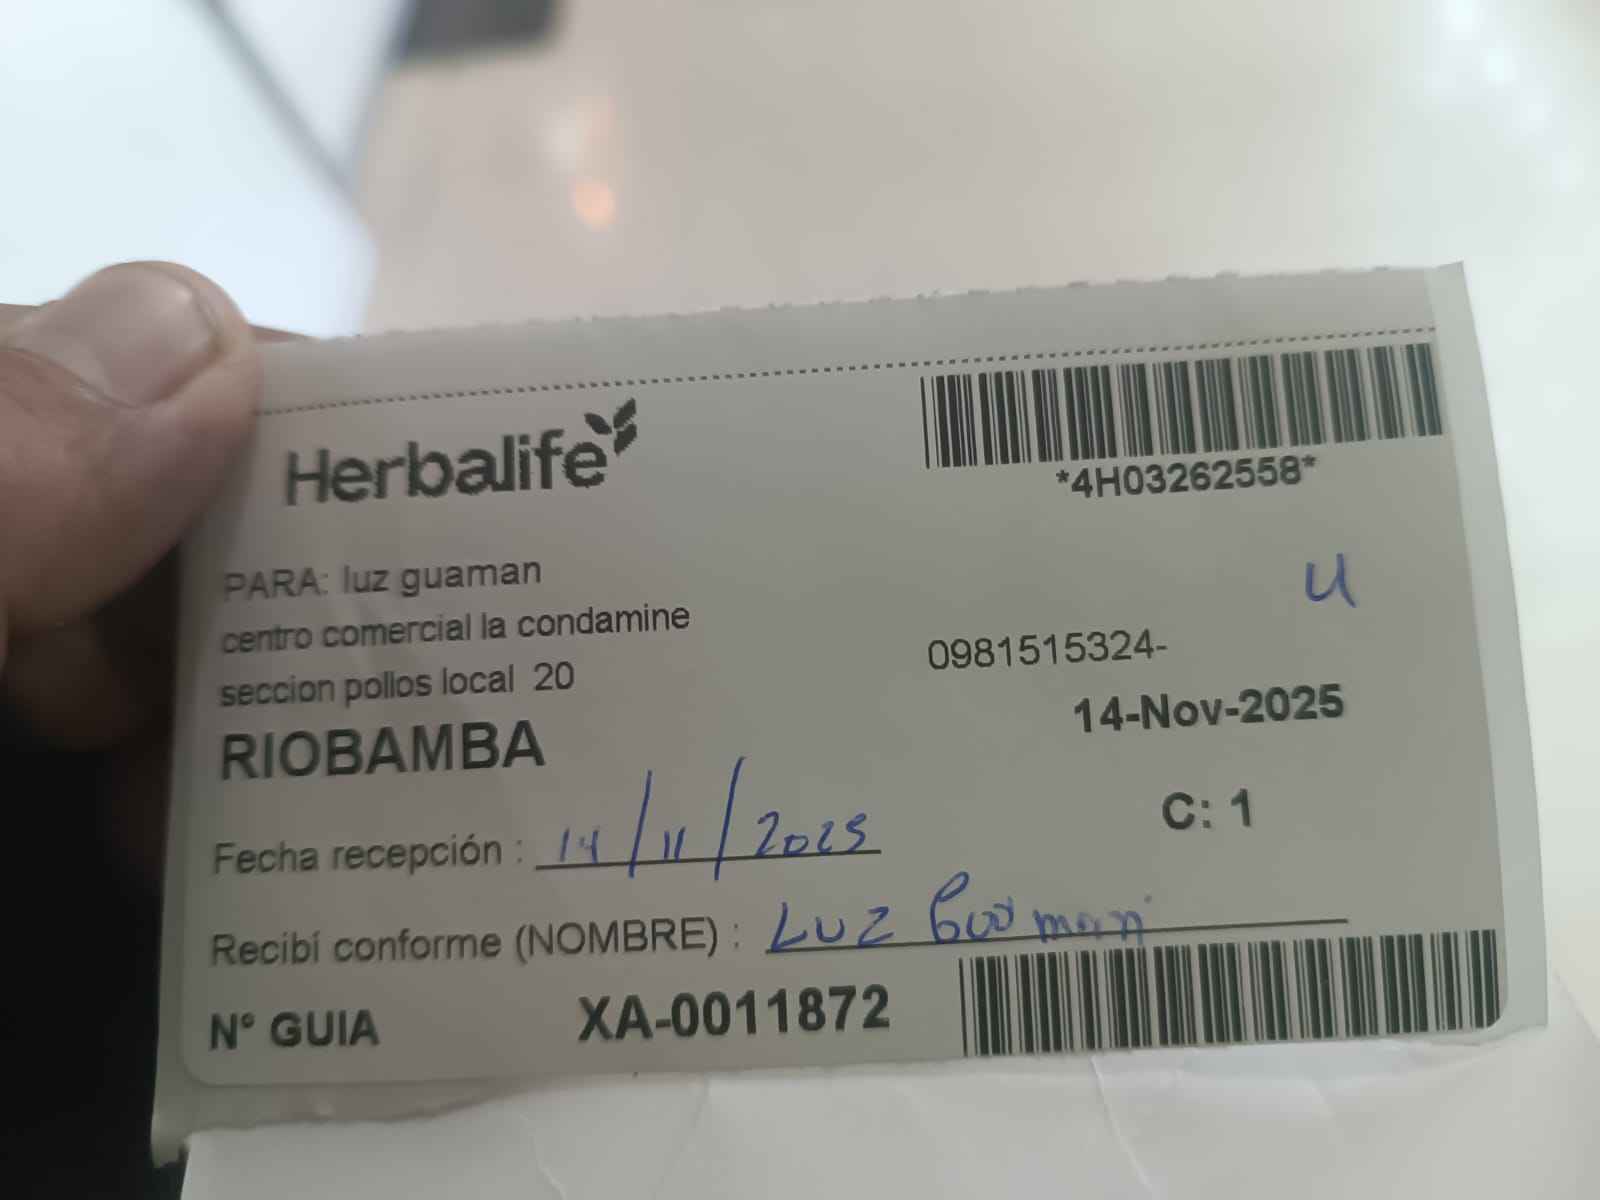 Herbalife
*4H03262558*
PARA: luz guaman
centro comercial la condamine
seccion pollos local 20
RIOBAMBA
U
0981515324-
14-Nov-2025
C: 1
Fecha recepción : 14/11/2025
Recibí conforme (NOMBRE) : LUZ Guaman
N° GUIA XA-0011872